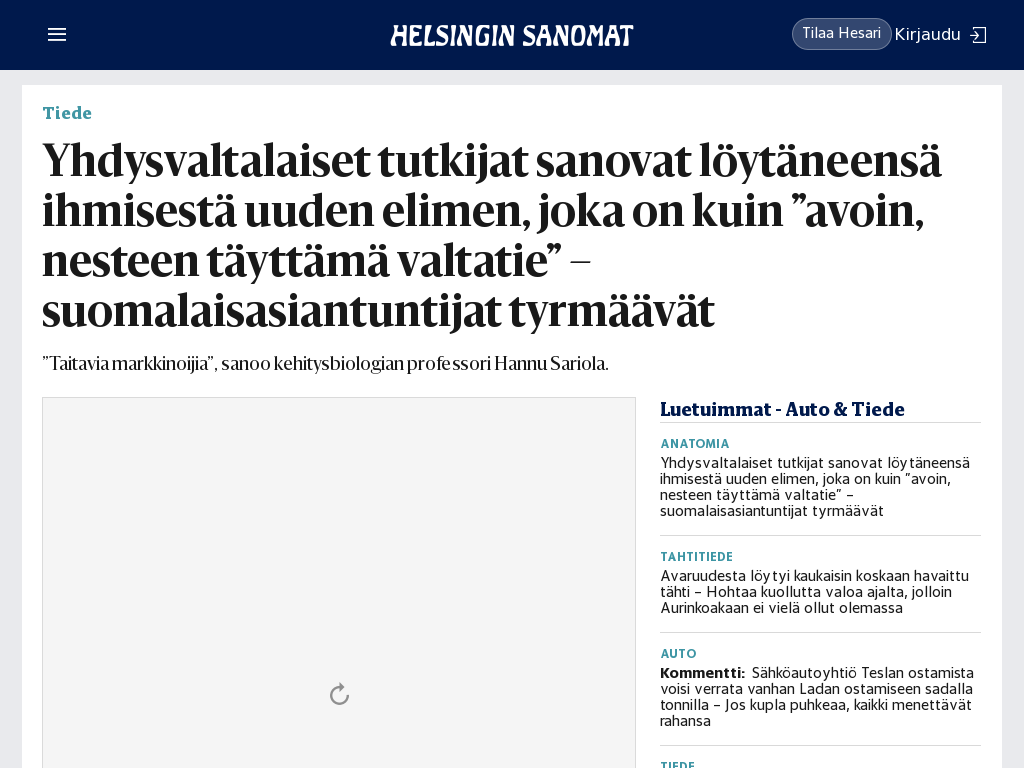 HELSINGIN SANOMAT
Tilaa Hesari
Kirjaudu
Tiede
Yhdysvaltalaiset tutkijat sanovat löytäneensä
ihmisestä uuden elimen, joka on kuin ”avoin,
nesteen täyttämä valtatie” –
suomalaisasiantuntijat tyrmäävät
”Taitavia markkinoijia”, sanoo kehitysbiologian professori Hannu Sariola.
Luetuimmat - Auto & Tiede
ANATOMIA
Yhdysvaltalaiset tutkijat sanovat löytäneensä
ihmisestä uuden elimen, joka on kuin ”avoin,
nesteen täyttämä valtatie” –
suomalaisasiantuntijat tyrmäävät
TÄHTITIEDE
Avaruudesta löytyi kaukaisin koskaan havaittu
tähti – Hohtaa kuollutta valoa ajalta, jolloin
Aurinkoakaan ei vielä ollut olemassa
AUTO
Kommentti: Sähköautoyhtiö Teslan ostamista
voisi verrata vanhan Ladan ostamiseen sadalla
tonnilla – Jos kupla puhkeaa, kaikki menettävät
rahansa
TIEDE